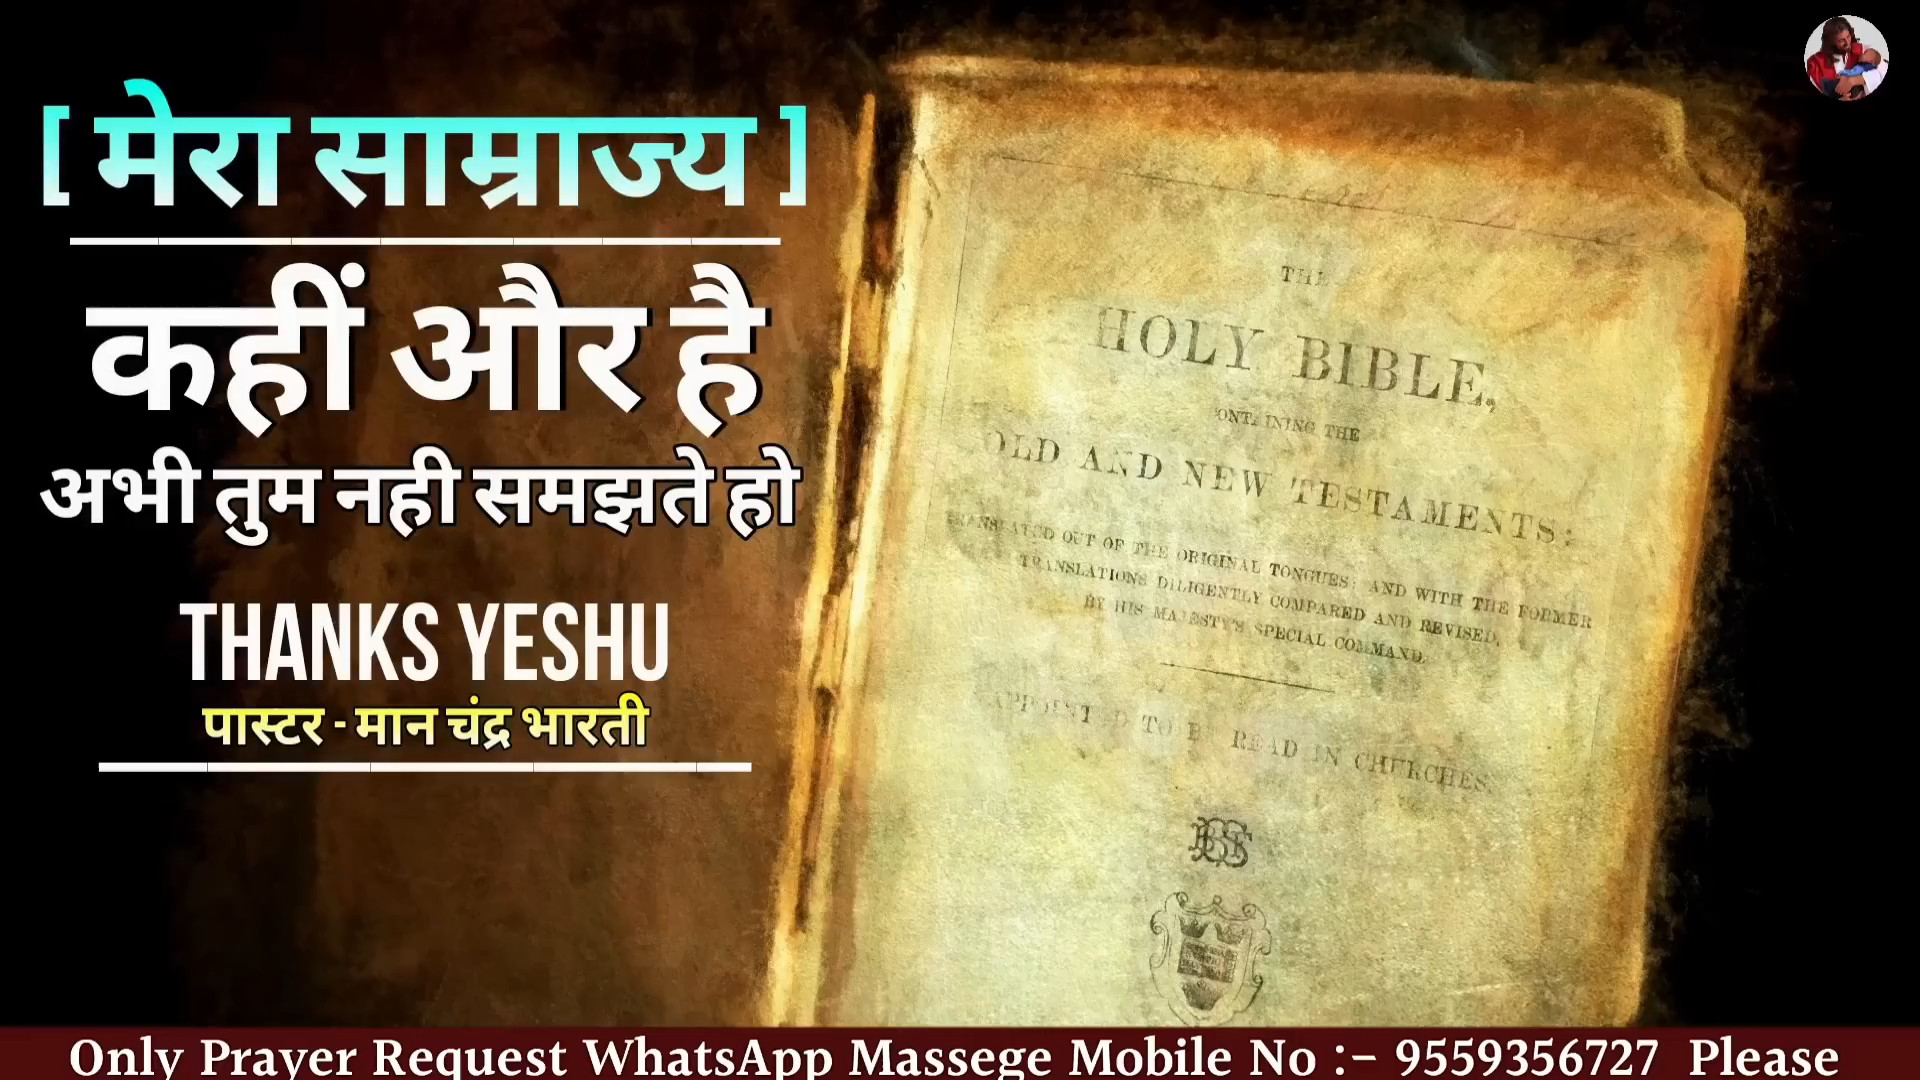 [ मेरा साम्राज्य ]
कहीं और है
अभी तुम नही समझते हो
THANKS YESHU
पास्टर - मान चंद्र भारती
THE
HOLY BIBLE,
CONTAINING THE
OLD AND NEW TESTAMENTS:
TRANSLATED OUT OF THE ORIGINAL TONGUES; AND WITH THE FORMER
TRANSLATIONS DILIGENTLY COMPARED AND REVISED,
BY HIS MAJESTY'S SPECIAL COMMAND.
APPOINTED TO BE READ IN CHURCHES.
Only Prayer Request WhatsApp Massege Mobile No :- 9559356727 Please